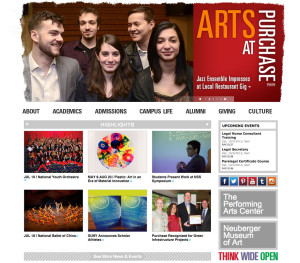 ARTS
AT
PURCHASE
Jazz Ensemble Impresses
at Local Restaurant Gig »
ABOUT ACADEMICS ADMISSIONS CAMPUS LIFE ALUMNI GIVING CULTURE
HIGHLIGHTS
UPCOMING EVENTS
Legal Nurse Consultant
Training
Legal Secretary
Paralegal Certificate Course
JUL 10 | National Youth Orchestra
MAY 6-AUG 20 | Plastic: Art in an
Era of Material Innovation »
Students Present Work at NSS
Symposium »
The
Performing
Arts Center
Neuberger
Museum of
Art
JUL 18 | National Ballet of China»
SUNY Announces Scholar
Athletes »
Purchase Recognized for Green
Infrastructure Projects »
See More News & Events
THINK WIDE OPEN